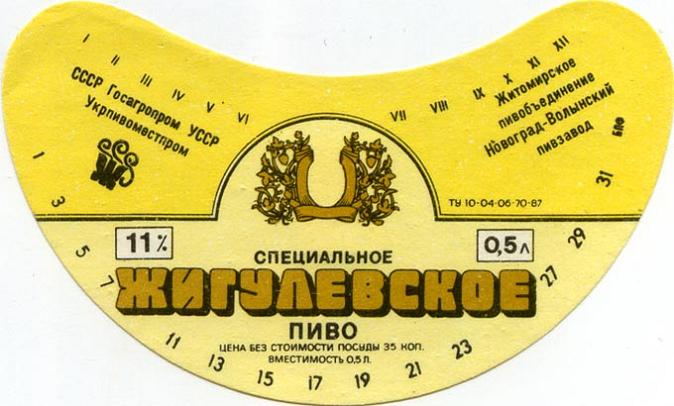 I II III IV V VI VII VIII IX X XI XII
СССР Госагропром УССР
Укрпивоместпром
Житомирское
пивобъединение
Новоград-Волынский
пивзавод
ТУ 10-04-06-70-87
11%
0,5л
СПЕЦИАЛЬНОЕ
ЖИГУЛЕВСКОЕ
ПИВО
ЦЕНА БЕЗ СТОИМОСТИ ПОСУДЫ 35 КОП.
ВМЕСТИМОСТЬ 0,5 Л.
1 3 5 7 11 13 15 17 19 21 23 27 29 31